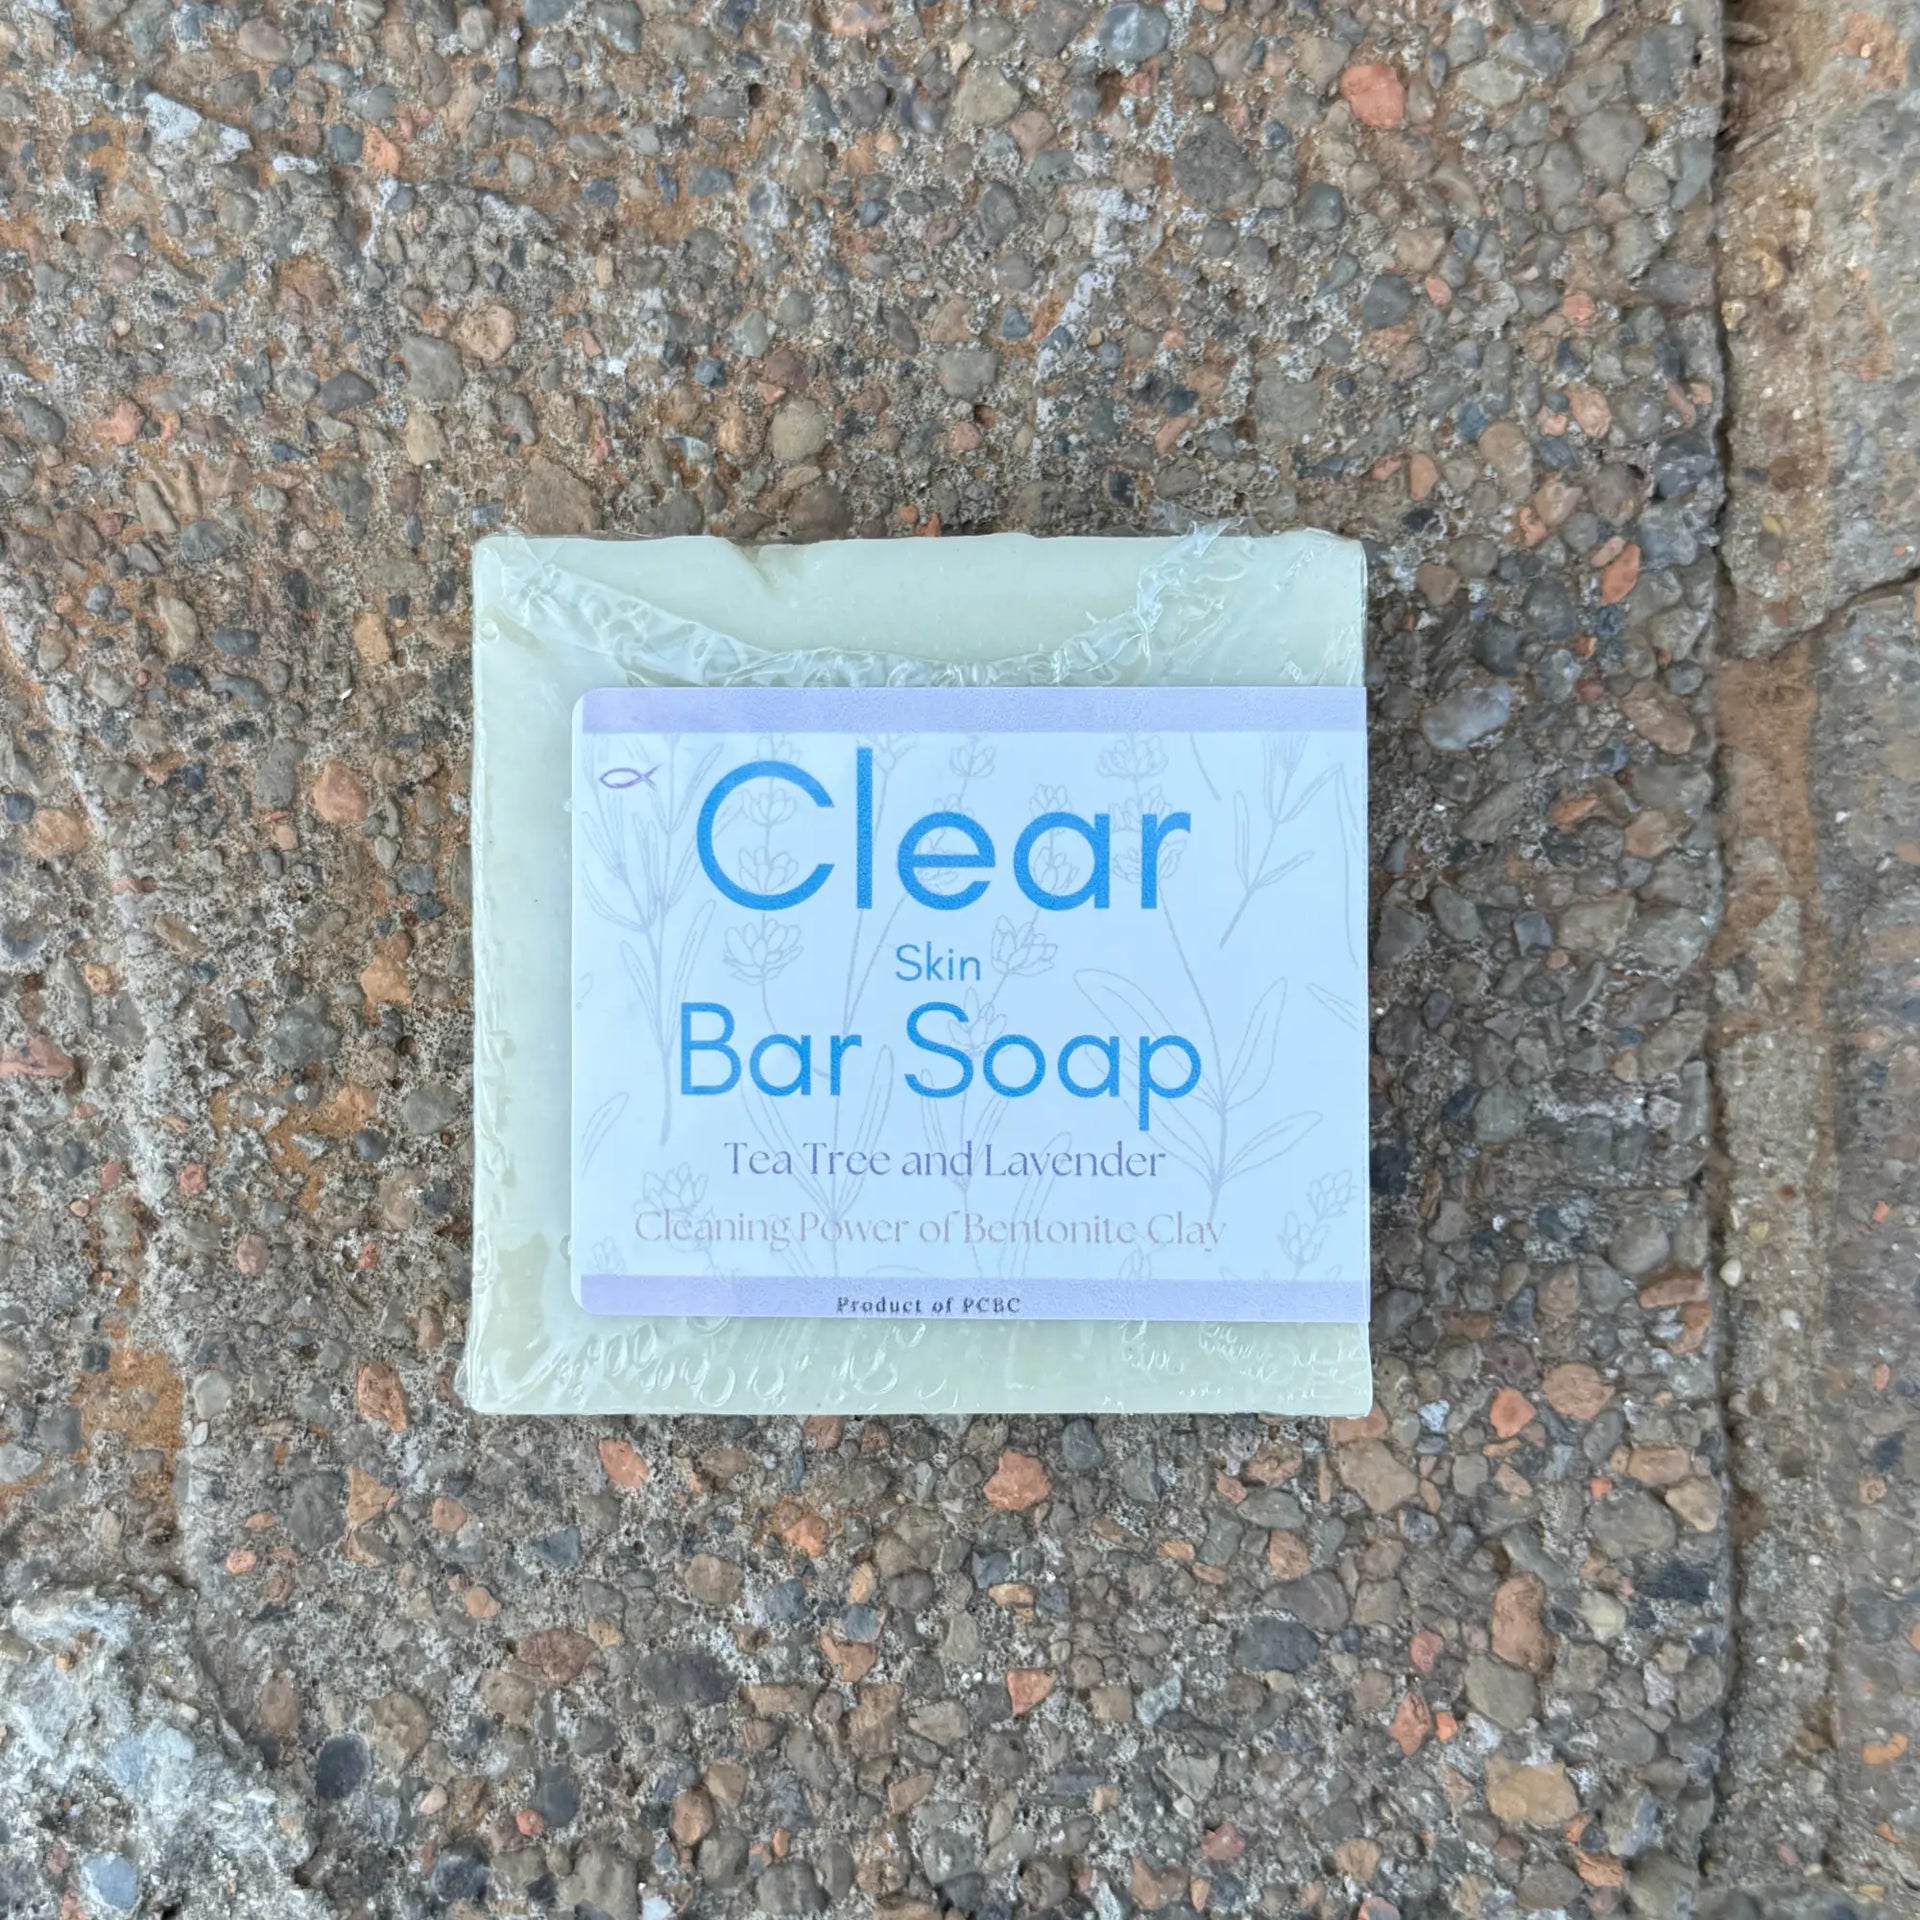 Clear
Skin
Bar Soap
Tea Tree and Lavender
Cleaning Power of Bentonite Clay
Product of PCBC